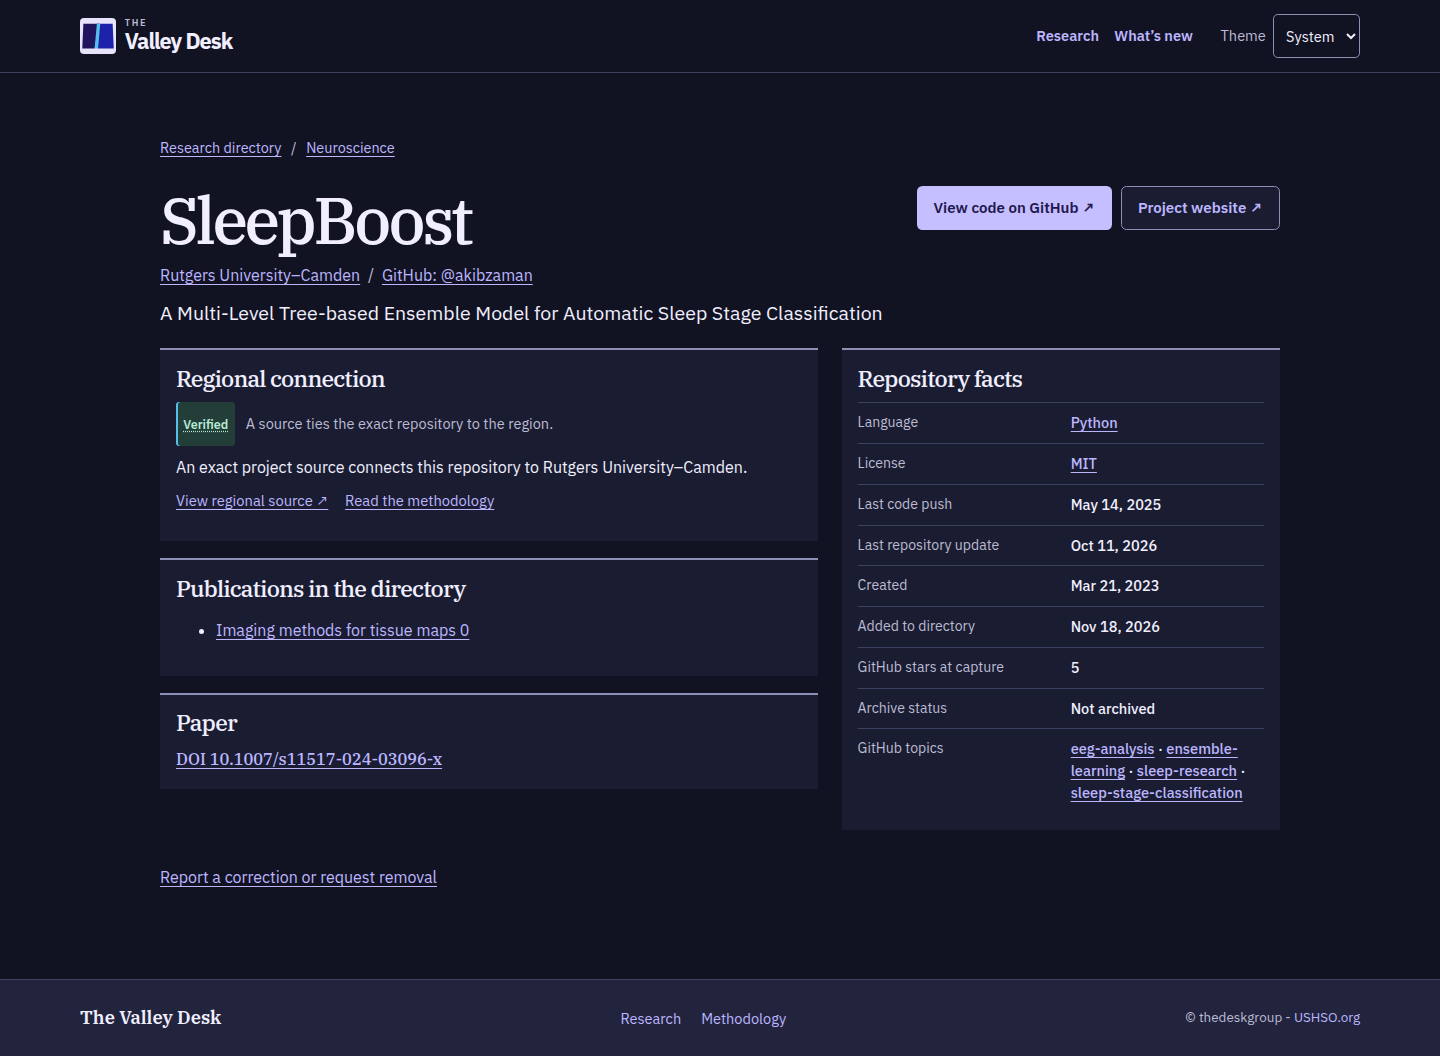 THE
Valley Desk
Research What's new Theme System
Research directory / Neuroscience
SleepBoost
View code on GitHub ↗ Project website ↗
Rutgers University–Camden / GitHub: @akibzaman
A Multi-Level Tree-based Ensemble Model for Automatic Sleep Stage Classification
Regional connection
Verified A source ties the exact repository to the region.
An exact project source connects this repository to Rutgers University–Camden.
View regional source ↗ Read the methodology
Publications in the directory
• Imaging methods for tissue maps 0
Paper
DOI 10.1007/s11517-024-03096-x
Repository facts
Language Python
License MIT
Last code push May 14, 2025
Last repository update Oct 11, 2026
Created Mar 21, 2023
Added to directory Nov 18, 2026
GitHub stars at capture 5
Archive status Not archived
GitHub topics eeg-analysis · ensemble-
learning · sleep-research ·
sleep-stage-classification
Report a correction or request removal
The Valley Desk
Research Methodology
© thedeskgroup - USHSO.org